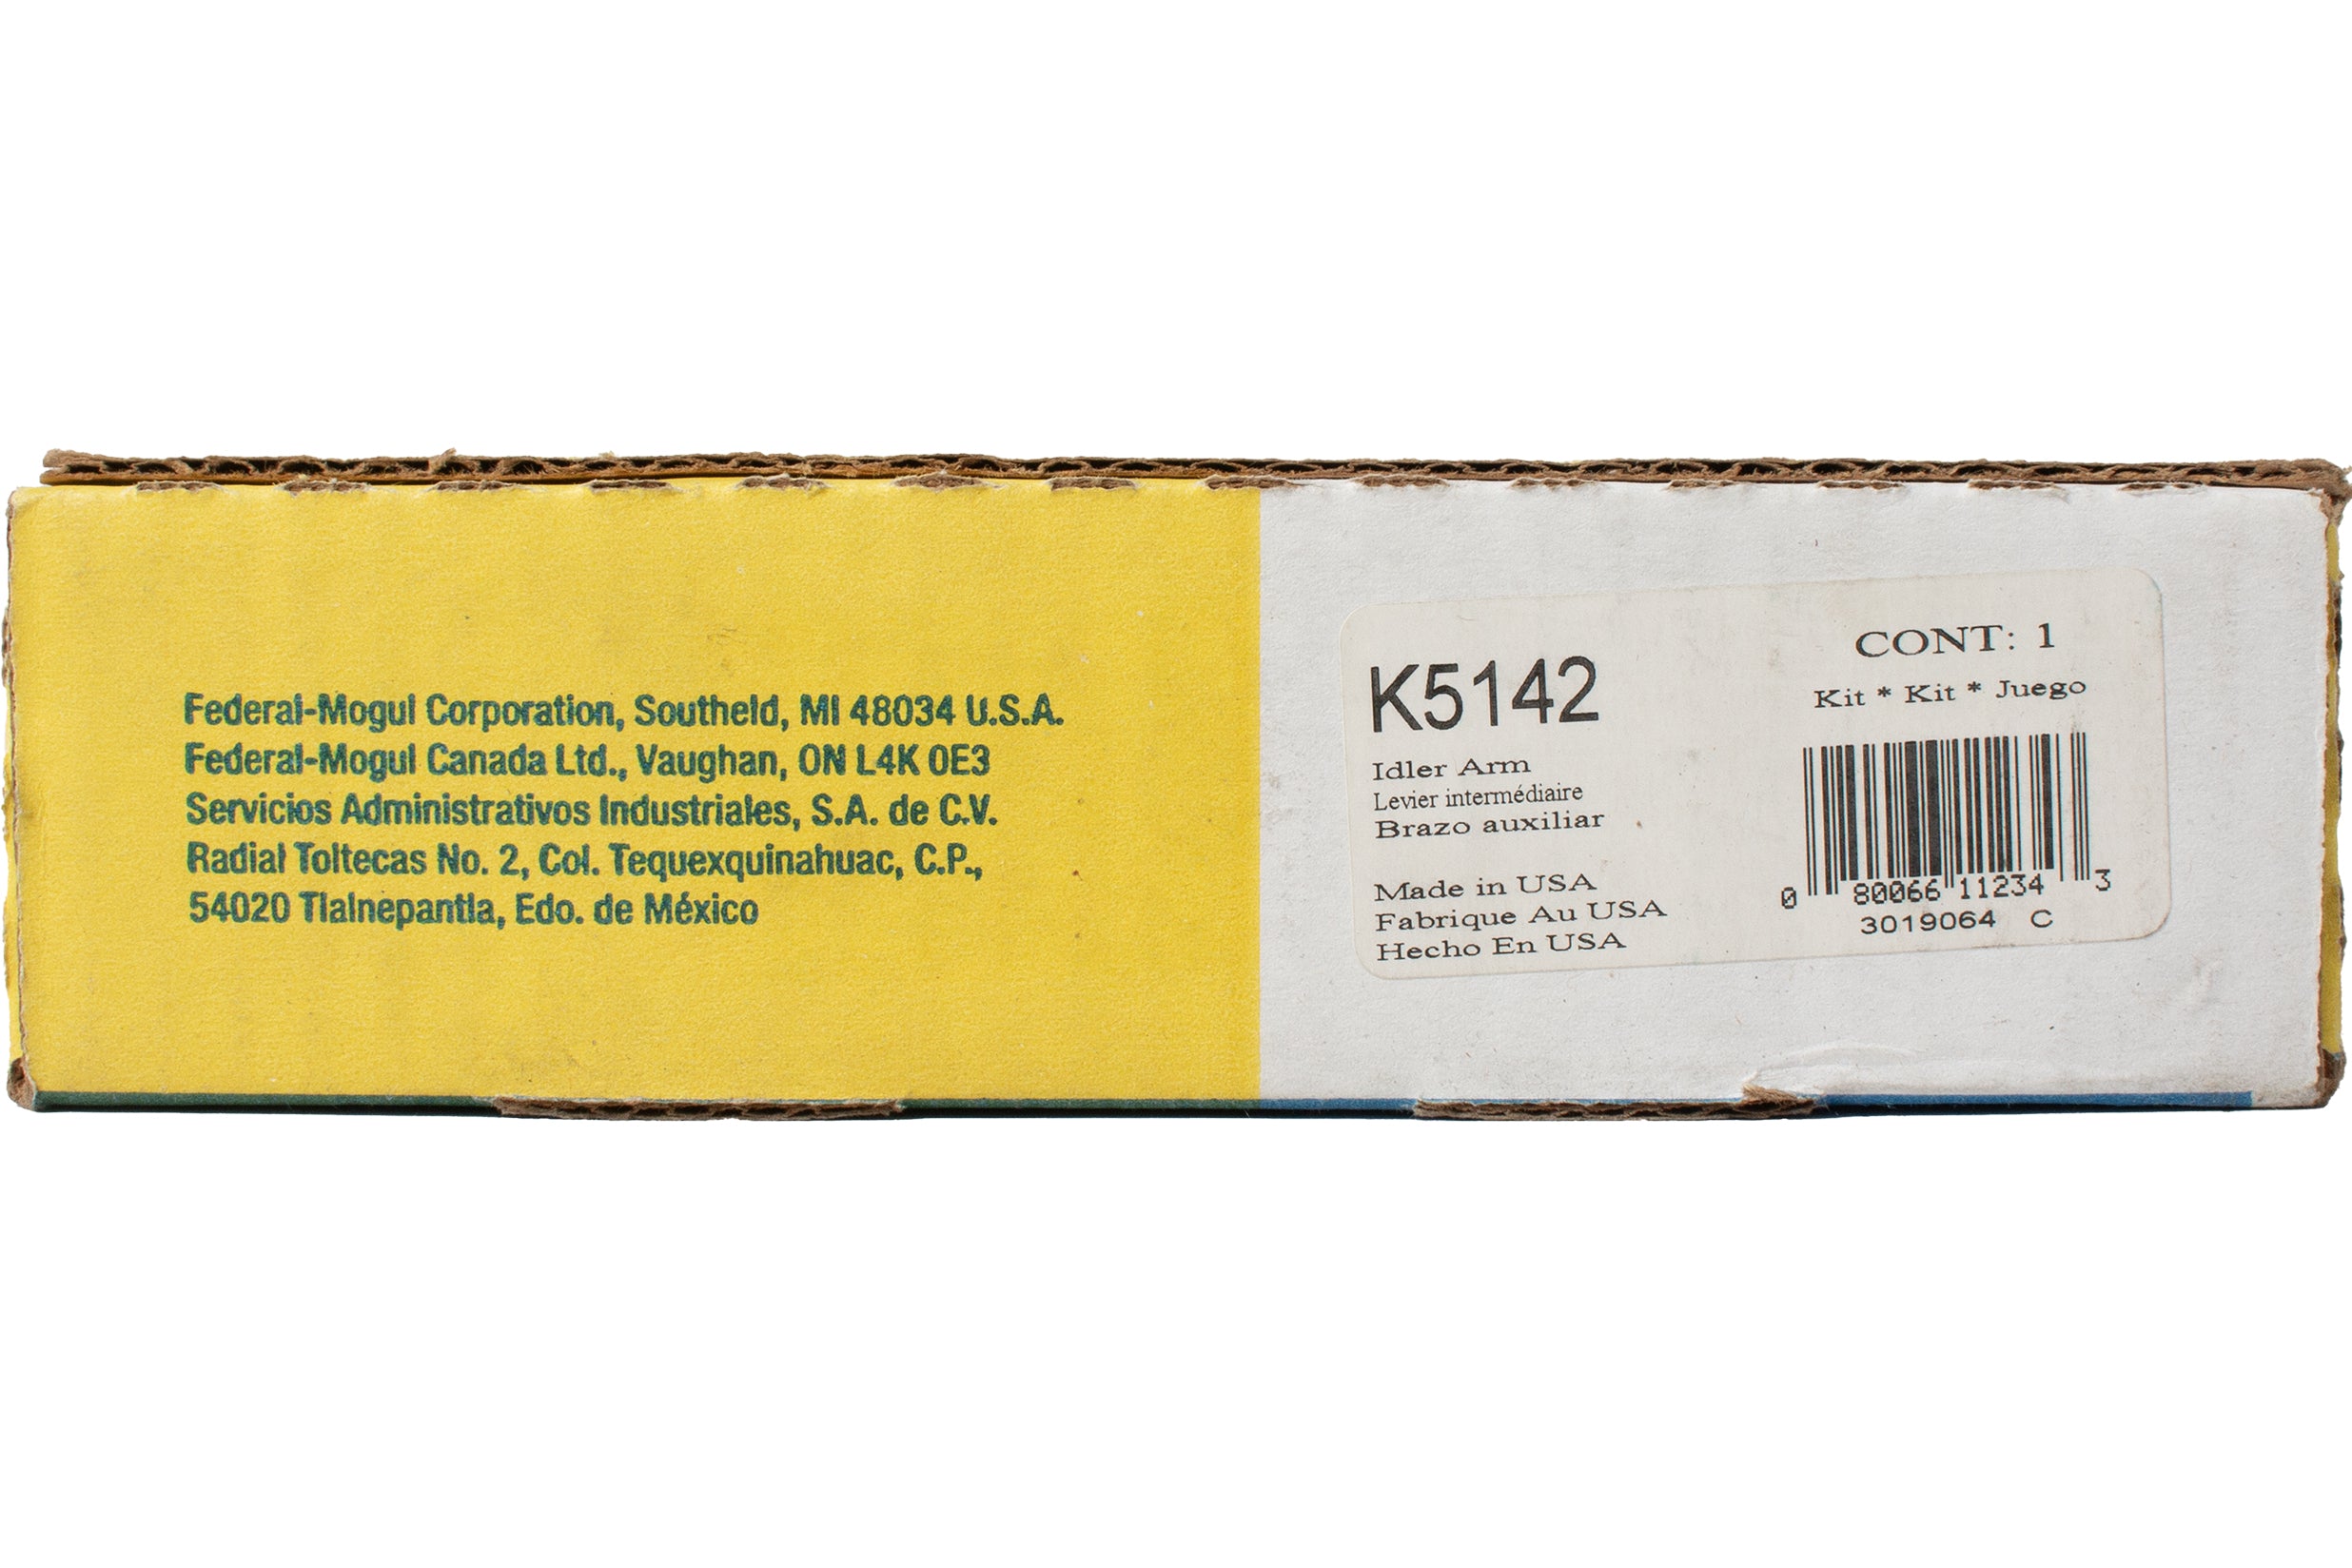 Federal-Mogul Corporation, Southeld, MI 48034 U.S.A.
Federal-Mogul Canada Ltd., Vaughan, ON L4K 0E3
Servicios Administrativos Industriales, S.A. de C.V.
Radial Toltecas No. 2, Col. Tequexquinahuac, C.P.,
54020 Tlalnepantla, Edo. de México
K5142
Idler Arm
Levier intermédiaire
Brazo auxiliar
Made in USA
Fabrique Au USA
Hecho En USA
CONT: 1
Kit * Kit * Juego
0 80066 11234 3
3019064 C